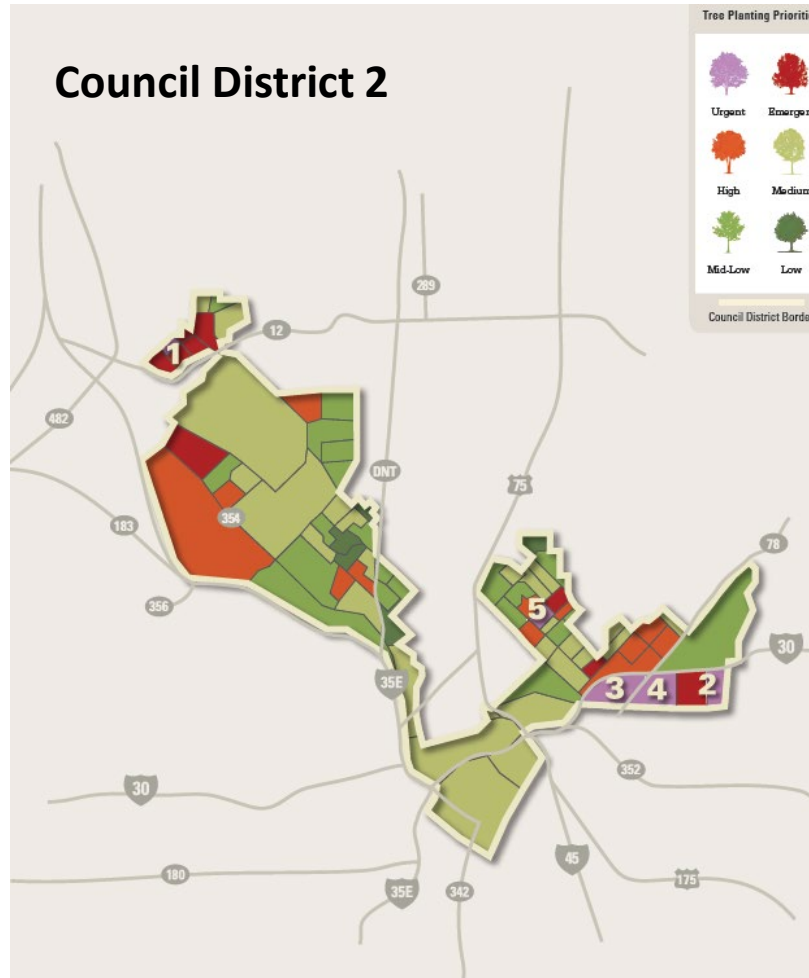 Council District 2
Tree Planting Prioriti
Urgent
Emergen
High
Medium
Mid-Low
Low
Council District Borde
289
12
1
482
DNT
75
354
183
78
356
5
30
3
4
2
35E
352
30
45
180
35E
342
175